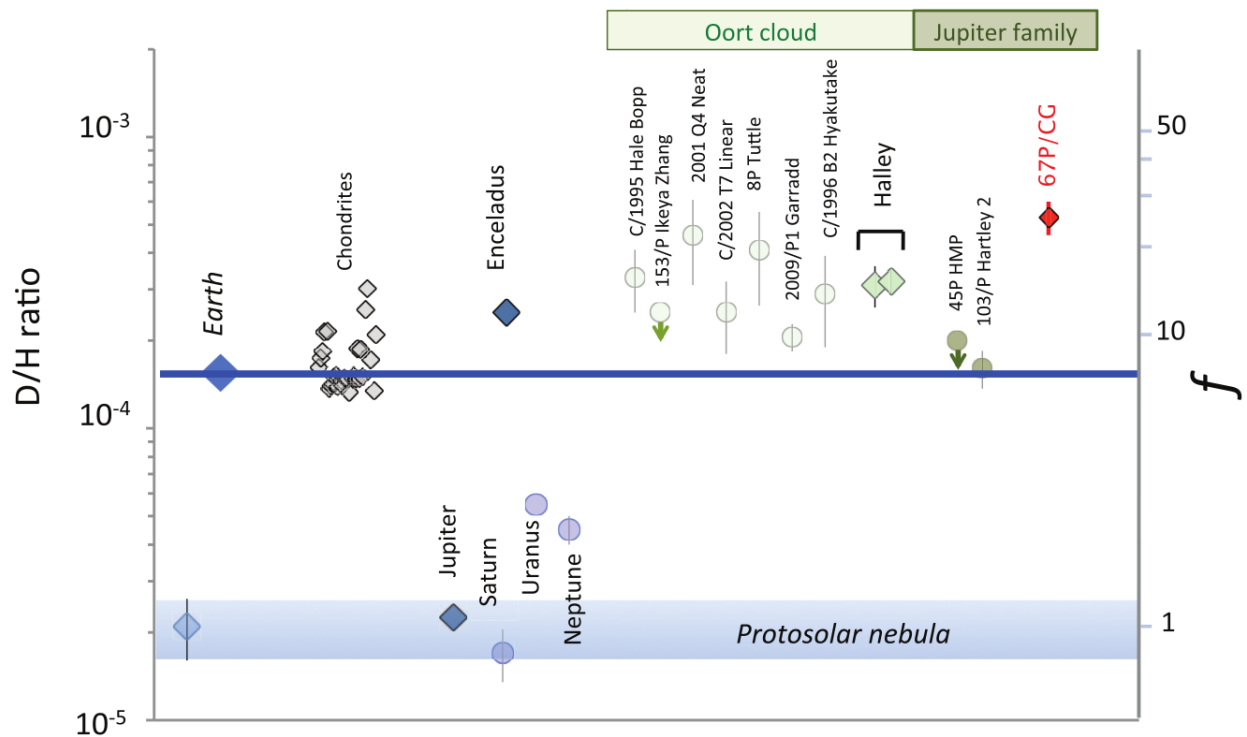 Oort cloud
Jupiter family
D/H ratio
10-3
10-4
10-5
Earth
Chondrites
Enceladus
C/1995 Hale Bopp
153/P Ikeya Zhang
2001 Q4 Neat
C/2002 T7 Linear
8P Tuttle
2009/P1 Garradd
C/1996 B2 Hyakutake
Halley
45P HMP
103/P Hartley 2
67P/CG
Jupiter
Saturn
Uranus
Neptune
Protosolar nebula
50
10
1
f